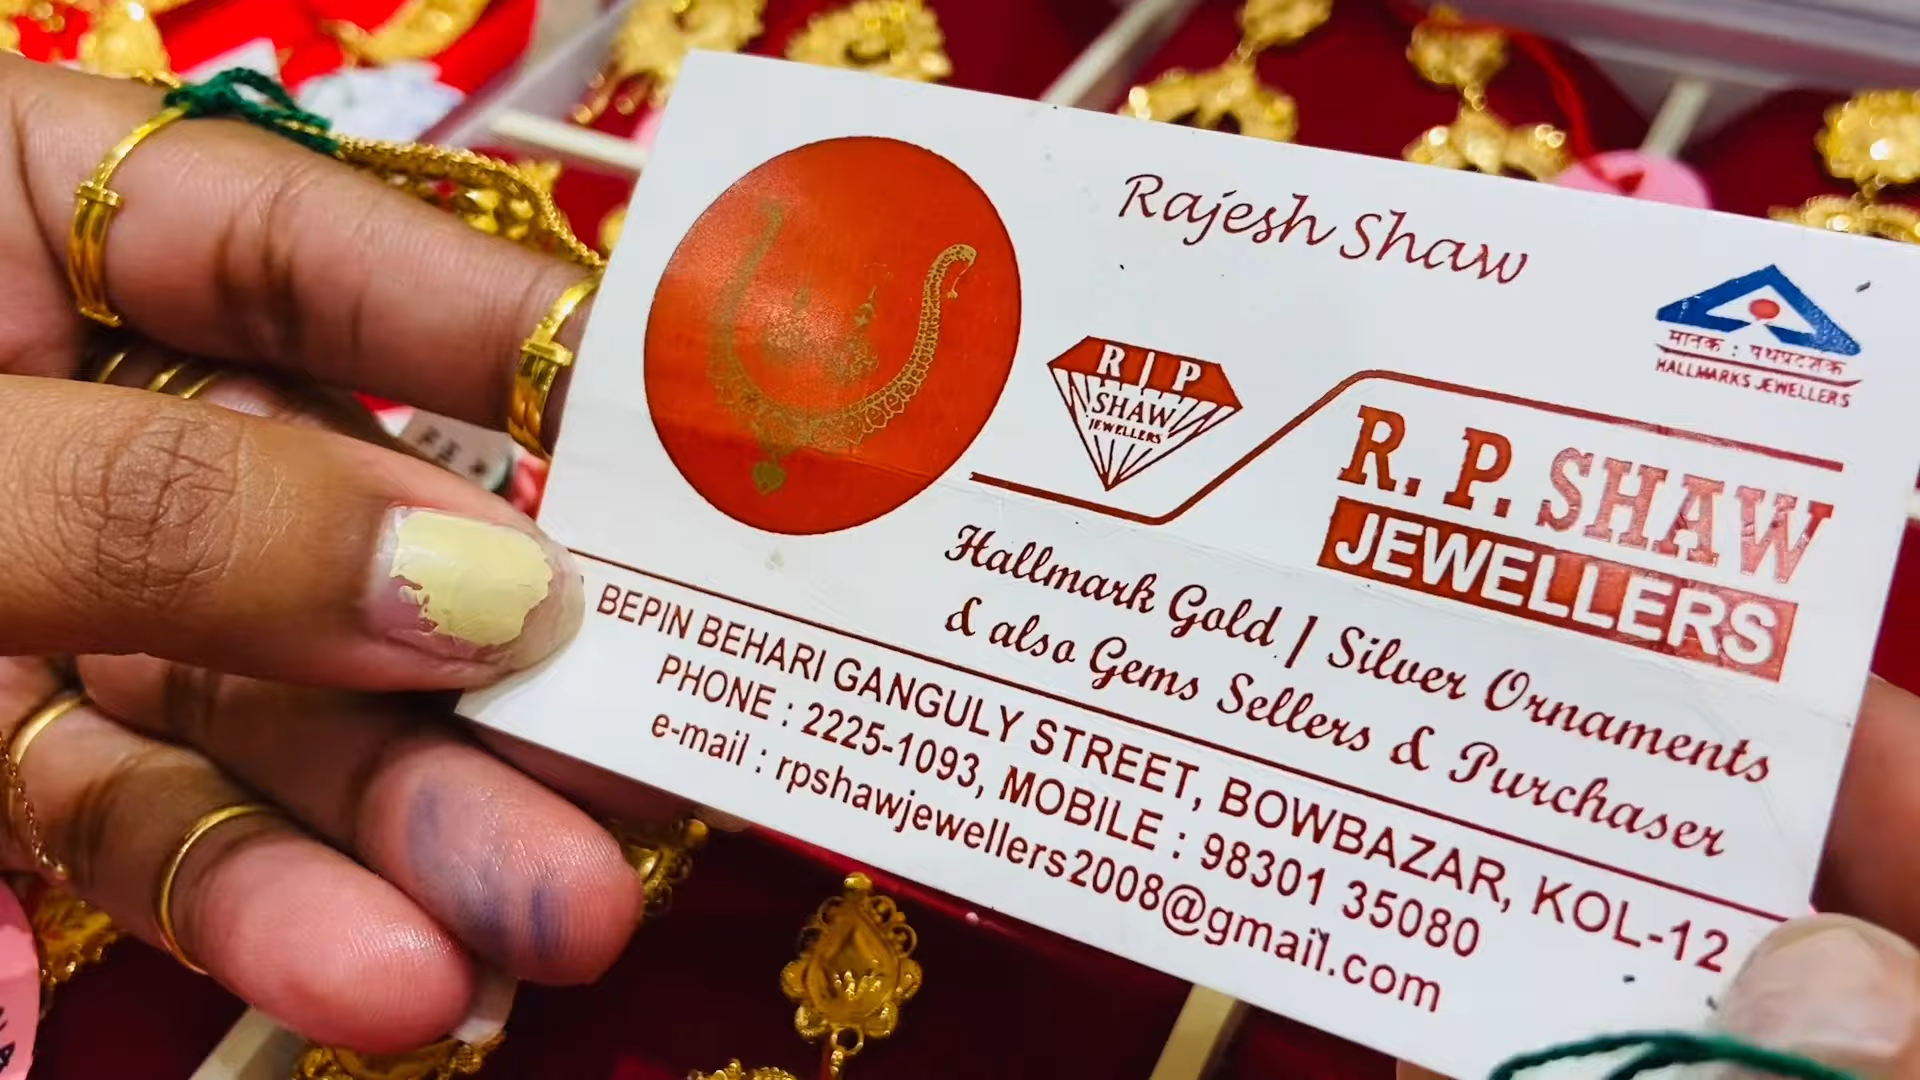 Rajesh Shaw
मानक : पथप्रदर्शक
HALLMARKS JEWELLERS
R P
SHAW
JEWELLERS
R. P. SHAW
JEWELLERS
Hallmark Gold | Silver Ornaments
& also Gems Sellers & Purchaser
BEPIN BEHARI GANGULY STREET, BOWBAZAR, KOL-12
PHONE : 2225-1093, MOBILE : 98301 35080
e-mail : rpshawjewellers2008@gmail.com